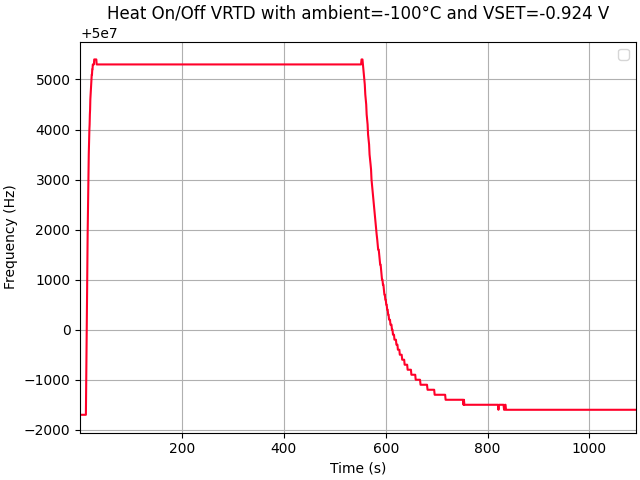 Heat On/Off VRTD with ambient=-100°C and VSET=-0.924 V
+5e7
5000
4000
3000
2000
1000
0
−1000
−2000
Frequency (Hz)
200 400 600 800 1000
Time (s)